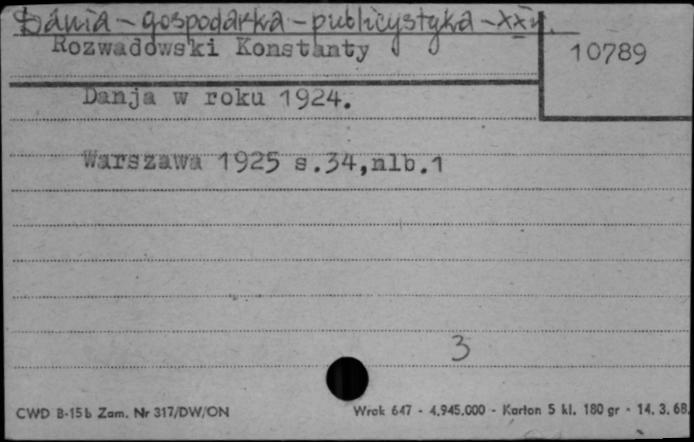 Dania - gospodarka - publicystyka - XX w.
Rozwadowski Konstanty
10789
Danja w roku 1924.
Warszawa 1925 s.34,nlb.1
3
CWD B-15b Zam. Nr 317/DW/ON
Wrok 647 - 4.945.000 - Karton 5 kl. 180 gr - 14. 3. 68.